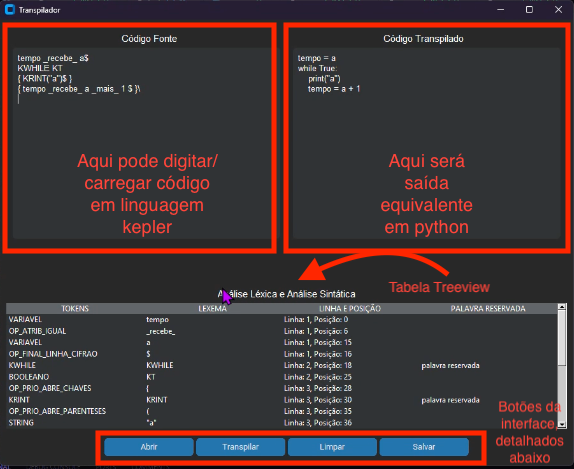 Transpilador
Código Fonte
tempo _recebe_ a$
KWHILE KT
{ KRINT("a")$ }
{ tempo _recebe_ a _mais_ 1 $ }\
Aqui pode digitar/
carregar código
em linguagem
kepler
Código Transpilado
tempo = a
while True:
print("a")
tempo = a + 1
Aqui será
saída
equivalente
em python
Tabela Treeview
Análise Léxica e Análise Sintática
TOKENS LEXEMA LINHA E POSIÇÃO PALAVRA RESERVADA
VARIAVEL tempo Linha: 1, Posição: 0
OP_ATRIB_IGUAL _recebe_ Linha: 1, Posição: 6
VARIAVEL a Linha: 1, Posição: 15
OP_FINAL_LINHA_CIFRAO $ Linha: 1, Posição: 16
KWHILE KWHILE Linha: 2, Posição: 18 palavra reservada
BOOLEANO KT Linha: 2, Posição: 25
OP_PRIO_ABRE_CHAVES { Linha: 3, Posição: 28
KRINT KRINT Linha: 3, Posição: 30 palavra reservada
OP_PRIO_ABRE_PARENTESES ( Linha: 3, Posição: 35
STRING "a" Linha: 3, Posição: 36
Botões da
interface,
detalhados
abaixo
Abrir Transpilar Limpar Salvar